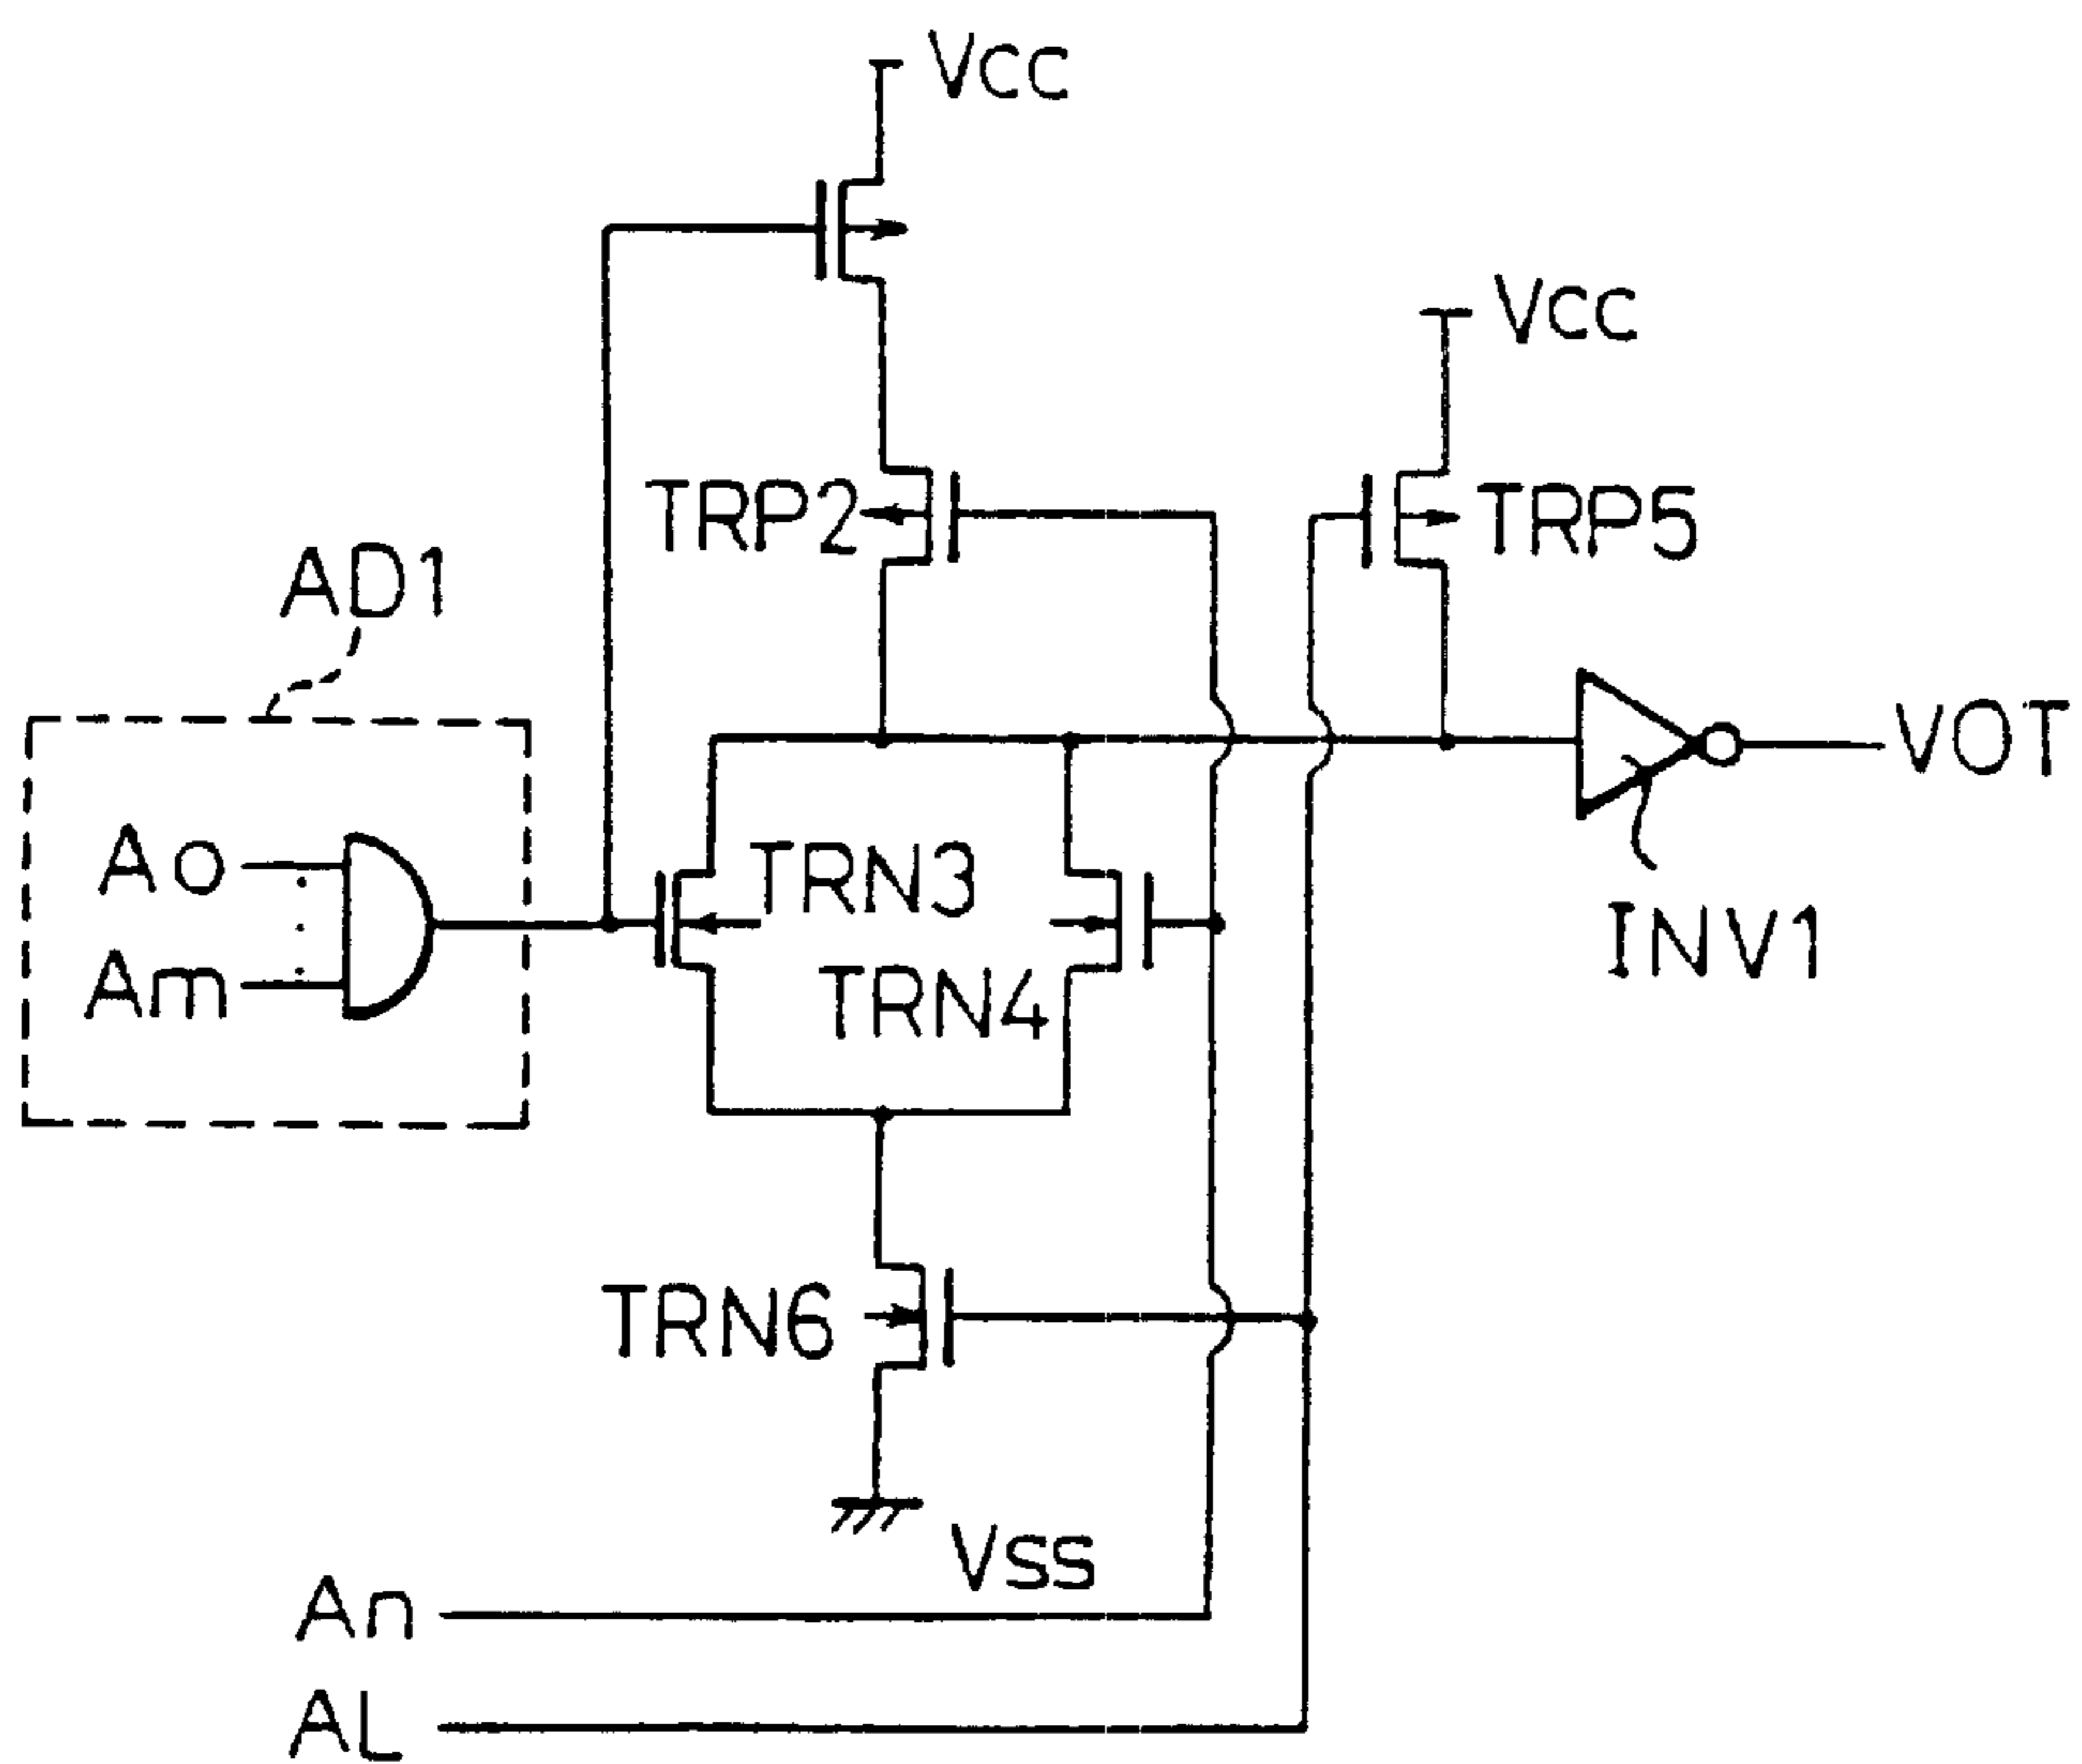 Vcc
Vcc
TRP2
TRP5
AD1
VOT
Ao
TRN3
Am
TRN4
INV1
TRN6
Vss
An
AL